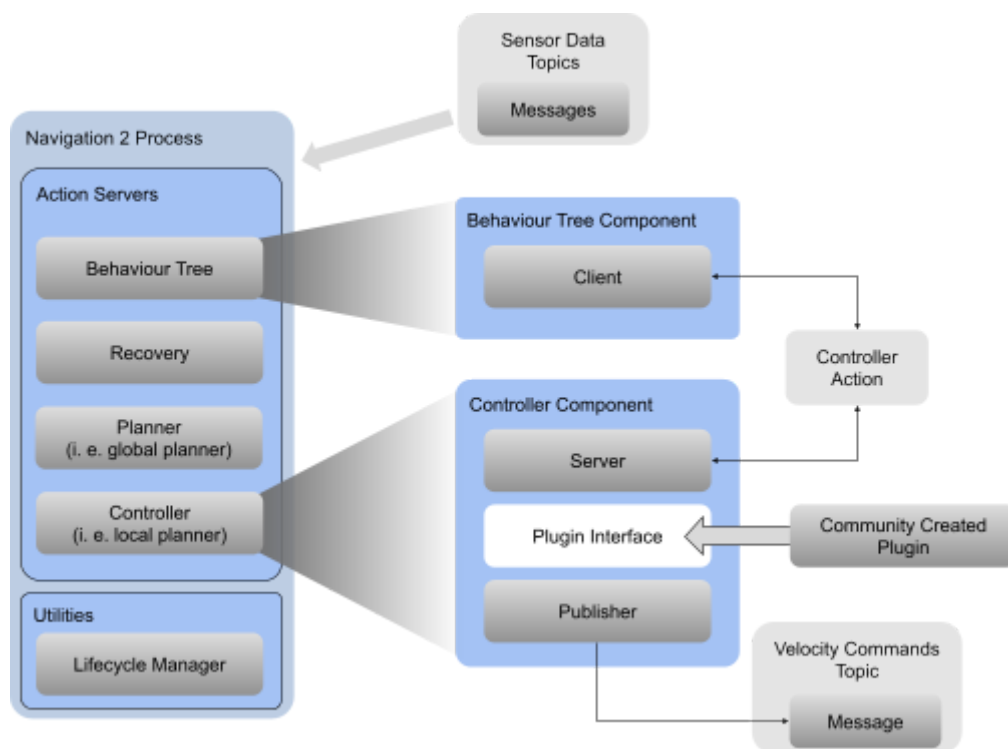 Sensor Data
Topics
Messages
Navigation 2 Process
Action Servers
Behaviour Tree
Recovery
Planner
(i. e. global planner)
Controller
(i. e. local planner)
Utilities
Lifecycle Manager
Behaviour Tree Component
Client
Controller
Action
Controller Component
Server
Plugin Interface
Community Created
Plugin
Publisher
Velocity Commands
Topic
Message